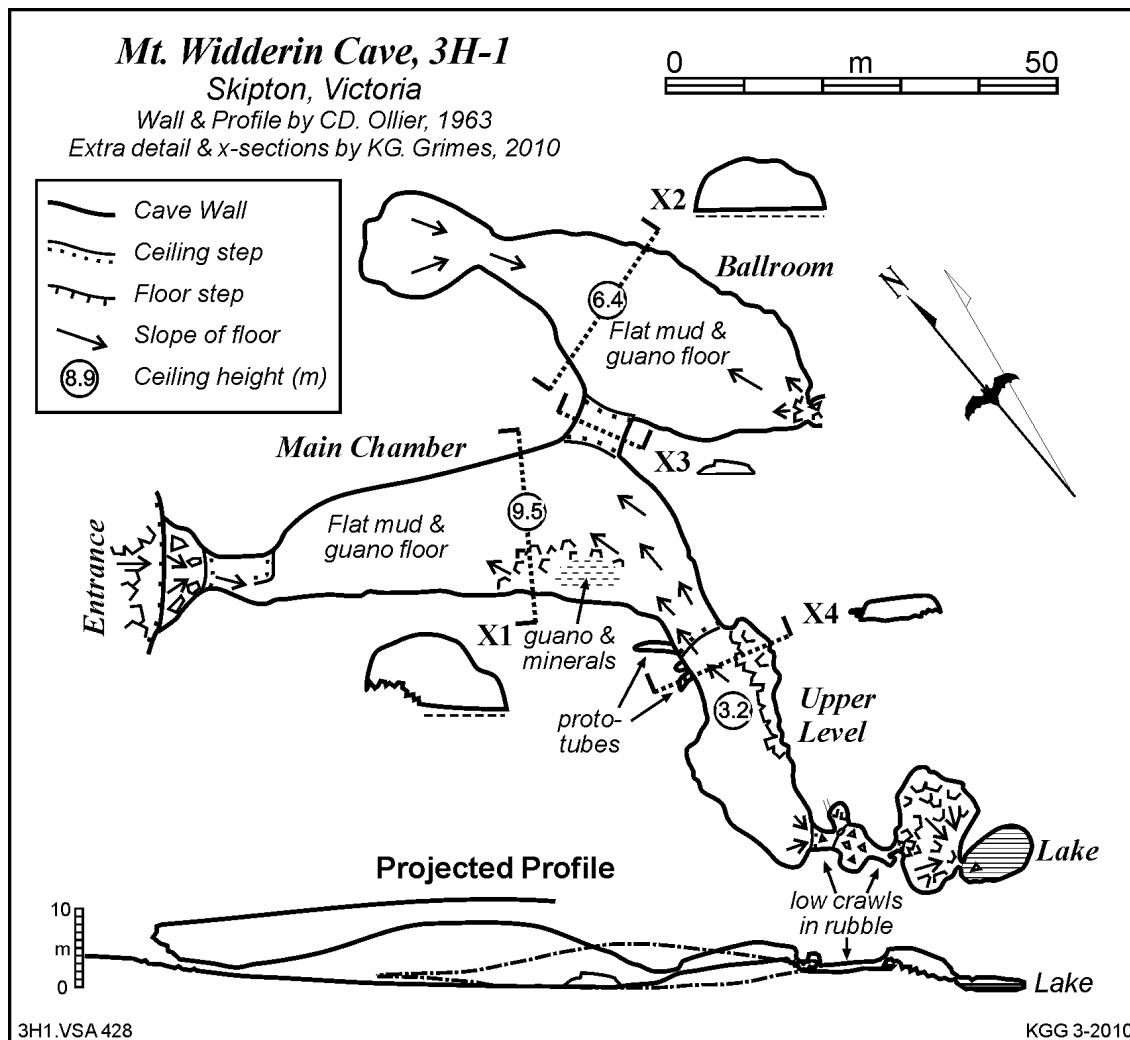 Mt. Widderin Cave, 3H-1
Skipton, Victoria
Wall & Profile by CD. Ollier, 1963
Extra detail & x-sections by KG. Grimes, 2010
0 m 50
Cave Wall
Ceiling step
Floor step
Slope of floor
8.9 Ceiling height (m)
X2
Ballroom
6.4
Flat mud &
guano floor
N
Main Chamber
X3
9.5
Flat mud &
guano floor
Entrance
X1
guano &
minerals
X4
proto-
tubes
3.2
Upper
Level
Lake
low crawls
in rubble
Projected Profile
10
m
0
Lake
3H1.VSA 428
KGG 3-2010